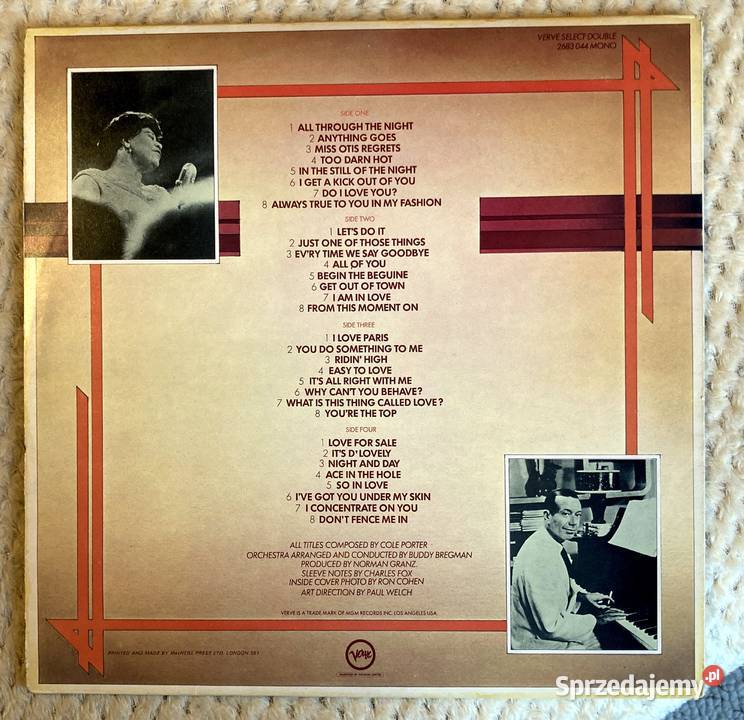 VERVE SELECT DOUBLE
2683 044 MONO
SIDE ONE
1 ALL THROUGH THE NIGHT
2 ANYTHING GOES
3 MISS OTIS REGRETS
4 TOO DARN HOT
5 IN THE STILL OF THE NIGHT
6 I GET A KICK OUT OF YOU
7 DO I LOVE YOU?
8 ALWAYS TRUE TO YOU IN MY FASHION
SIDE TWO
1 LET'S DO IT
2 JUST ONE OF THOSE THINGS
3 EV'RY TIME WE SAY GOODBYE
4 ALL OF YOU
5 BEGIN THE BEGUINE
6 GET OUT OF TOWN
7 I AM IN LOVE
8 FROM THIS MOMENT ON
SIDE THREE
1 I LOVE PARIS
2 YOU DO SOMETHING TO ME
3 RIDIN' HIGH
4 EASY TO LOVE
5 IT'S ALL RIGHT WITH ME
6 WHY CAN'T YOU BEHAVE?
7 WHAT IS THIS THING CALLED LOVE?
8 YOU'RE THE TOP
SIDE FOUR
1 LOVE FOR SALE
2 IT'S D'LOVELY
3 NIGHT AND DAY
4 ACE IN THE HOLE
5 SO IN LOVE
6 I'VE GOT YOU UNDER MY SKIN
7 I CONCENTRATE ON YOU
8 DON'T FENCE ME IN
ALL TITLES COMPOSED BY COLE PORTER
ORCHESTRA ARRANGED AND CONDUCTED BY BUDDY BREGMAN
PRODUCED BY NORMAN GRANZ.
SLEEVE NOTES BY CHARLES FOX
INSIDE COVER PHOTO BY RON COHEN
ART DIRECTION BY PAUL WELCH
VERVE IS A TRADE MARK OF MGM RECORDS INC. LOS ANGELES USA.
PRINTED AND MADE BY MacNEILL PRESS LTD. LONDON SE1
Verve
Sprzedajemy.pl